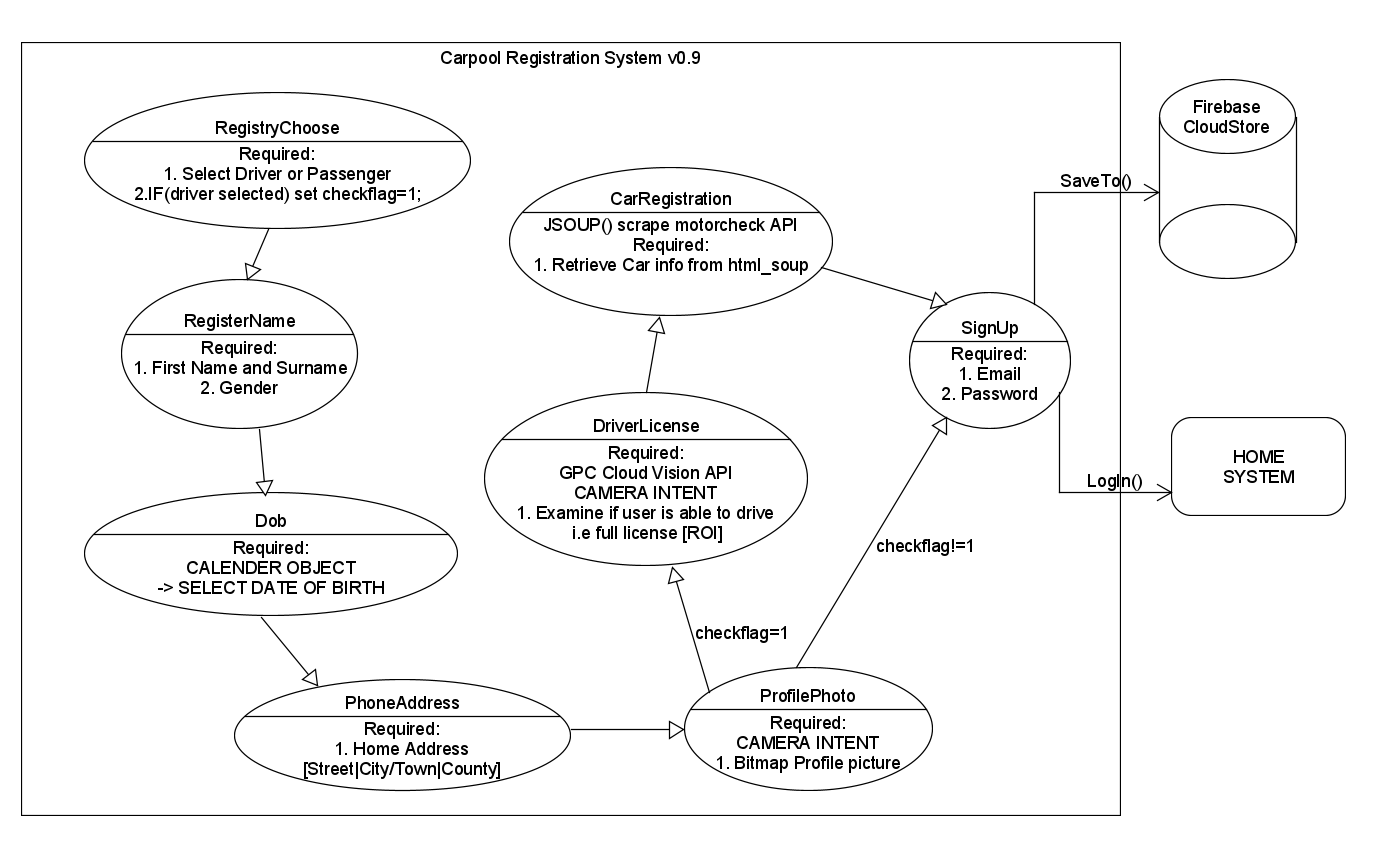 Carpool Registration System v0.9
RegistryChoose
Required:
1. Select Driver or Passenger
2.IF(driver selected) set checkflag=1;
RegisterName
Required:
1. First Name and Surname
2. Gender
Dob
Required:
CALENDER OBJECT
-> SELECT DATE OF BIRTH
PhoneAddress
Required:
1. Home Address
[Street|City/Town|County]
ProfilePhoto
Required:
CAMERA INTENT
1. Bitmap Profile picture
checkflag=1
checkflag!=1
DriverLicense
Required:
GPC Cloud Vision API
CAMERA INTENT
1. Examine if user is able to drive
i.e full license [ROI]
CarRegistration
JSOUP() scrape motorcheck API
Required:
1. Retrieve Car info from html_soup
SignUp
Required:
1. Email
2. Password
SaveTo()
Firebase
CloudStore
LogIn()
HOME
SYSTEM